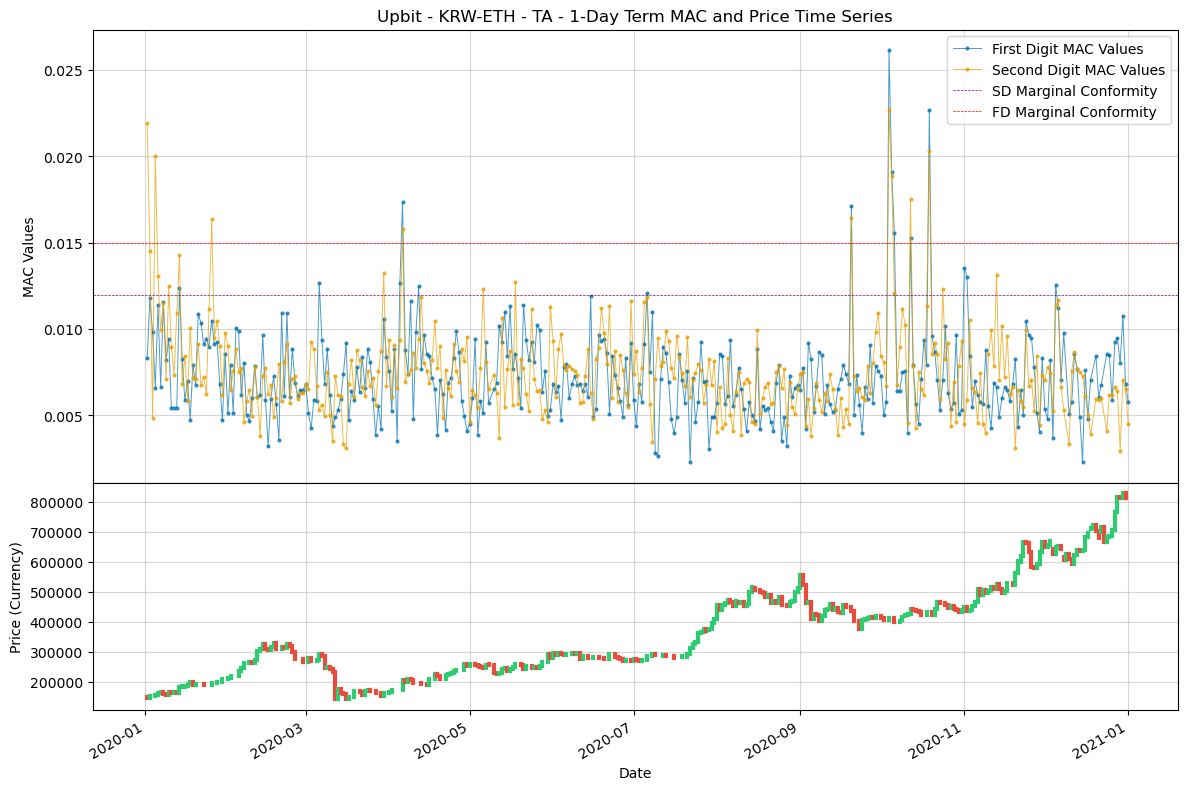 Upbit - KRW-ETH - TA - 1-Day Term MAC and Price Time Series
First Digit MAC Values
Second Digit MAC Values
SD Marginal Conformity
FD Marginal Conformity
MAC Values
0.025
0.020
0.015
0.010
0.005
Price (Currency)
800000
700000
600000
500000
400000
300000
200000
2020-01
2020-03
2020-05
2020-07
2020-09
2020-11
2021-01
Date